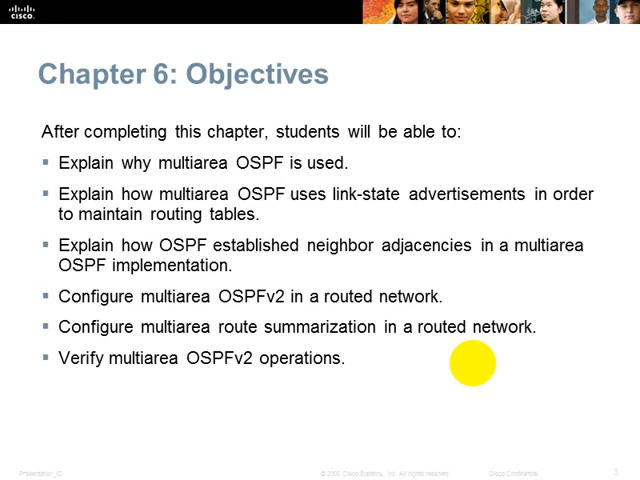 CISCO.
Chapter 6: Objectives
After completing this chapter, students will be able to:
▪ Explain why multiarea OSPF is used.
▪ Explain how multiarea OSPF uses link-state advertisements in order
to maintain routing tables.
▪ Explain how OSPF established neighbor adjacencies in a multiarea
OSPF implementation.
▪ Configure multiarea OSPFv2 in a routed network.
▪ Configure multiarea route summarization in a routed network.
▪ Verify multiarea OSPFv2 operations.
Presentation_ID © 2008 Cisco Systems, Inc. All rights reserved. Cisco Confidential 3